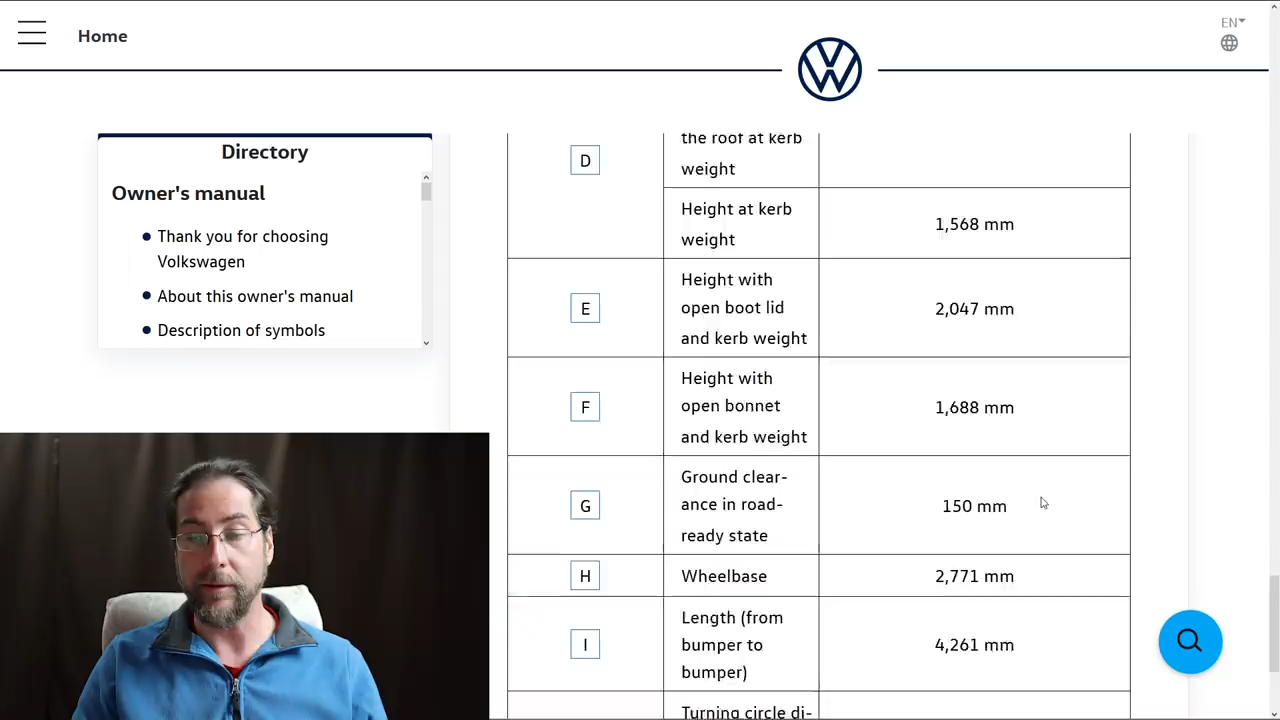 Home
EN
Directory
Owner's manual
Thank you for choosing
Volkswagen
About this owner's manual
Description of symbols
D
the roof at kerb
weight
Height at kerb
weight
1,568 mm
E
Height with
open boot lid
and kerb weight
2,047 mm
F
Height with
open bonnet
and kerb weight
1,688 mm
G
Ground clear-
ance in road-
ready state
150 mm
H
Wheelbase
2,771 mm
I
Length (from
bumper to
bumper)
4,261 mm
Turning circle di-